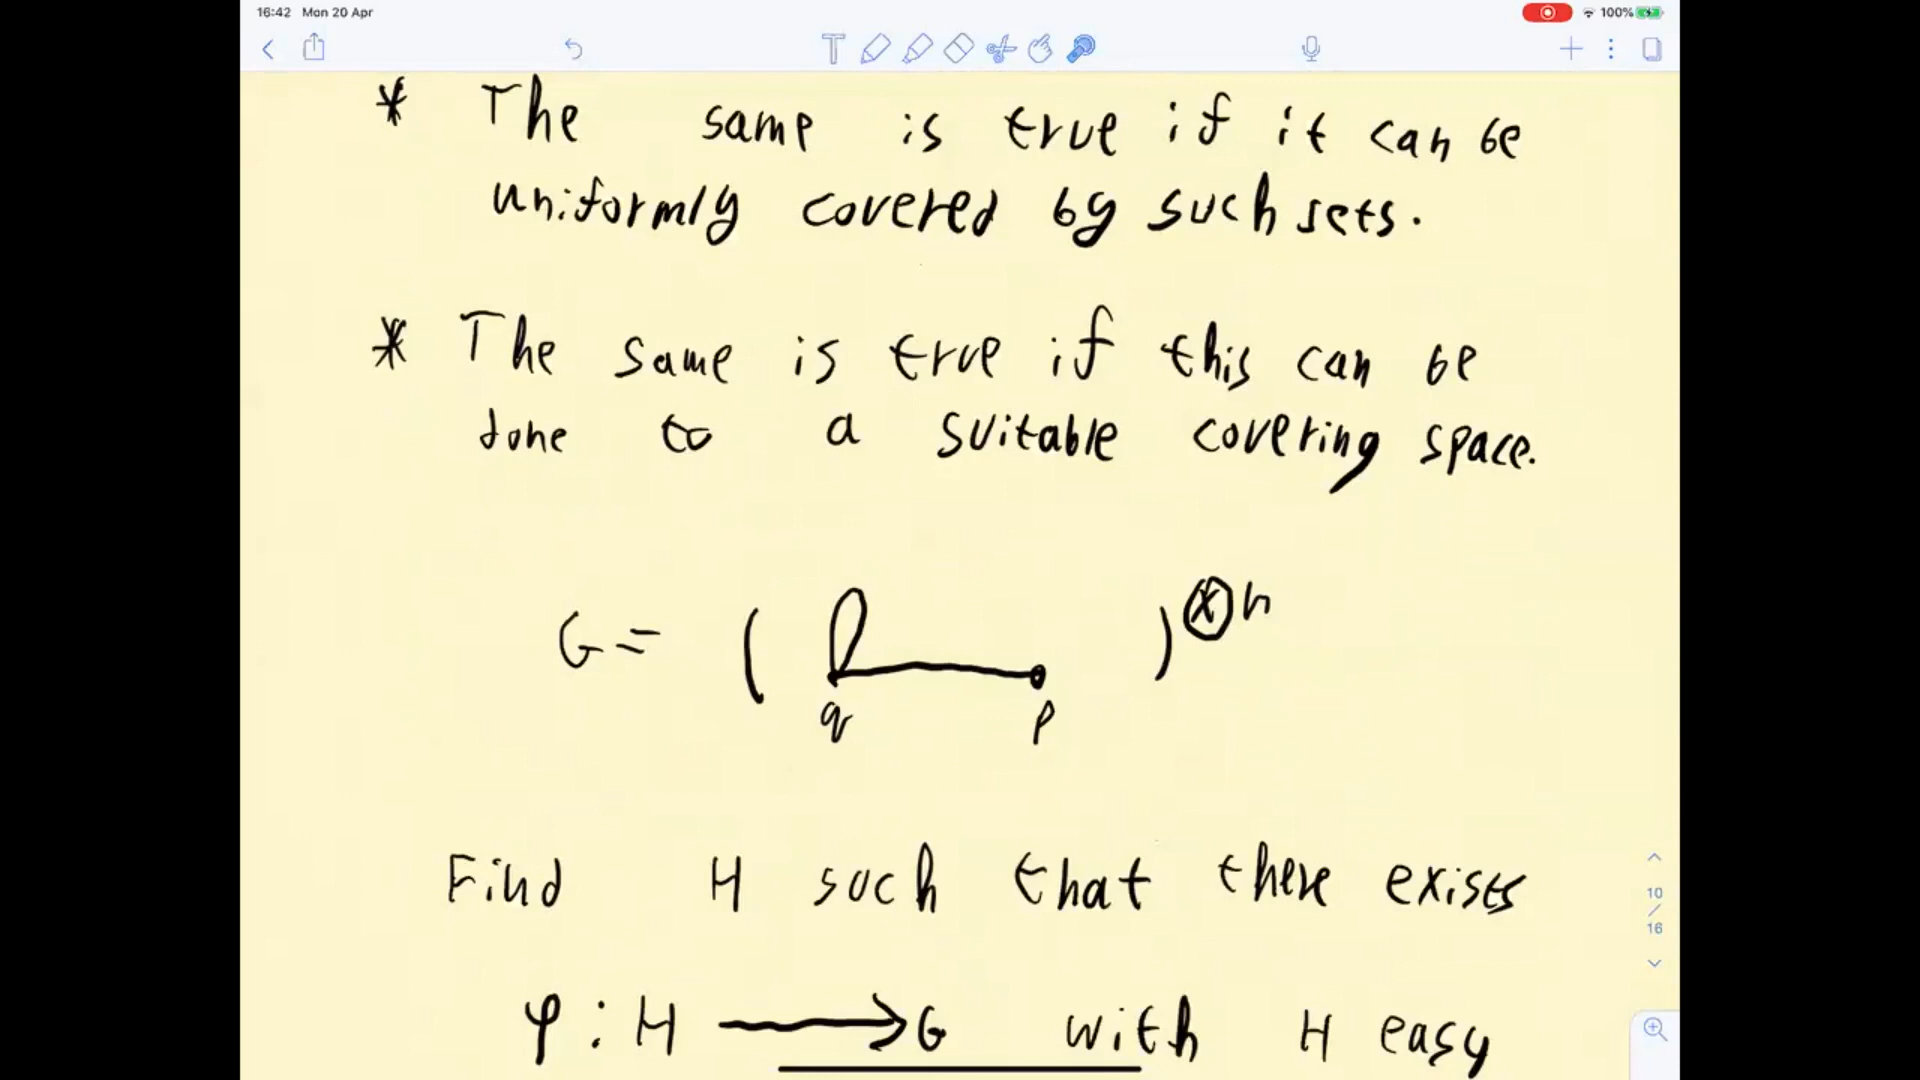 16:42 Mon 20 Apr
100%
* The same is true if it can be
uniformly covered by such sets.
* The same is true if this can be
done to a suitable covering space.
G = ( )⊗n
q p
Find H such that there exists
10
/
16
φ : H ⟶ G with H easy